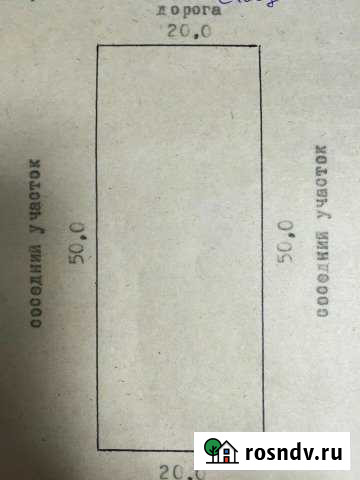 дорога
20,0
соседний участок
50,0
50,0
соседний участок
20,0
rosndv.ru